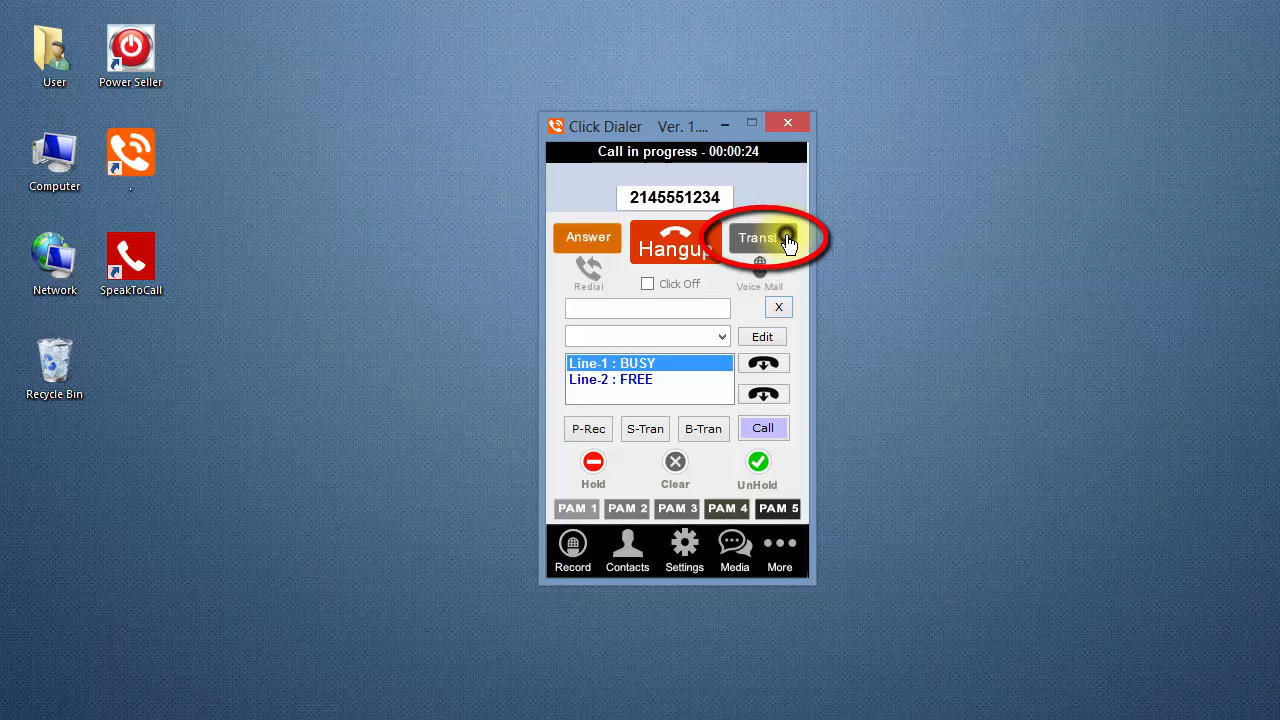 User
Power Seller
Computer
.
Network
SpeakToCall
Recycle Bin
Click Dialer Ver. 1....
Call in progress - 00:00:24
2145551234
Answer
Hangup
Redial
Click Off
Voice Mail
X
Edit
Line-1 : BUSY
Line-2 : FREE
P-Rec
S-Tran
B-Tran
Call
Hold
Clear
UnHold
PAM 1
PAM 2
PAM 3
PAM 4
PAM 5
Record
Contacts
Settings
Media
More